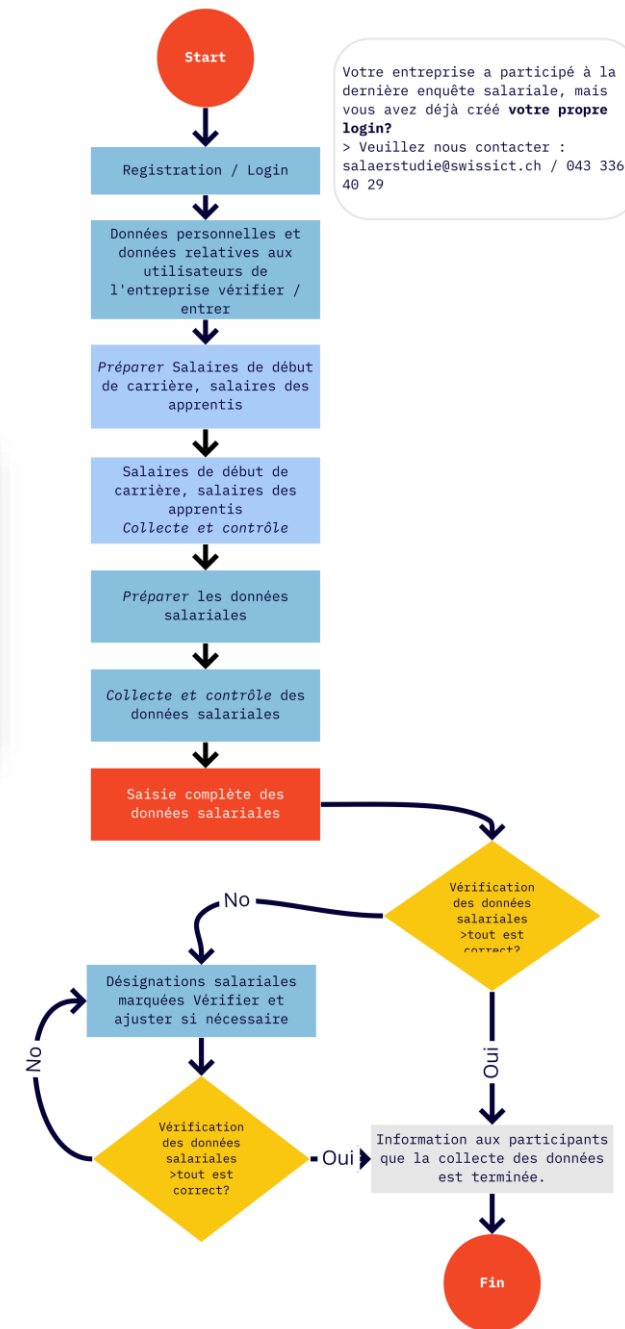 Start
Votre entreprise a participé à la
dernière enquête salariale, mais
vous avez déjà créé votre propre
login?
> Veuillez nous contacter :
salaerstudie@swissict.ch / 043 336
40 29
Registration / Login
Données personnelles et
données relatives aux
utilisateurs de
l'entreprise vérifier /
entrer
Préparer Salaires de début
de carrière, salaires des
apprentis
Salaires de début de
carrière, salaires des
apprentis
Collecte et contrôle
Préparer les données
salariales
Collecte et contrôle des
données salariales
Saisie complète des
données salariales
Vérification
des données
salariales
>tout est
correct?
No
Désignations salariales
marquées Vérifier et
ajuster si nécessaire
No
Oui
Vérification
des données
salariales
>tout est
correct?
Oui
Information aux participants
que la collecte des données
est terminée.
Fin